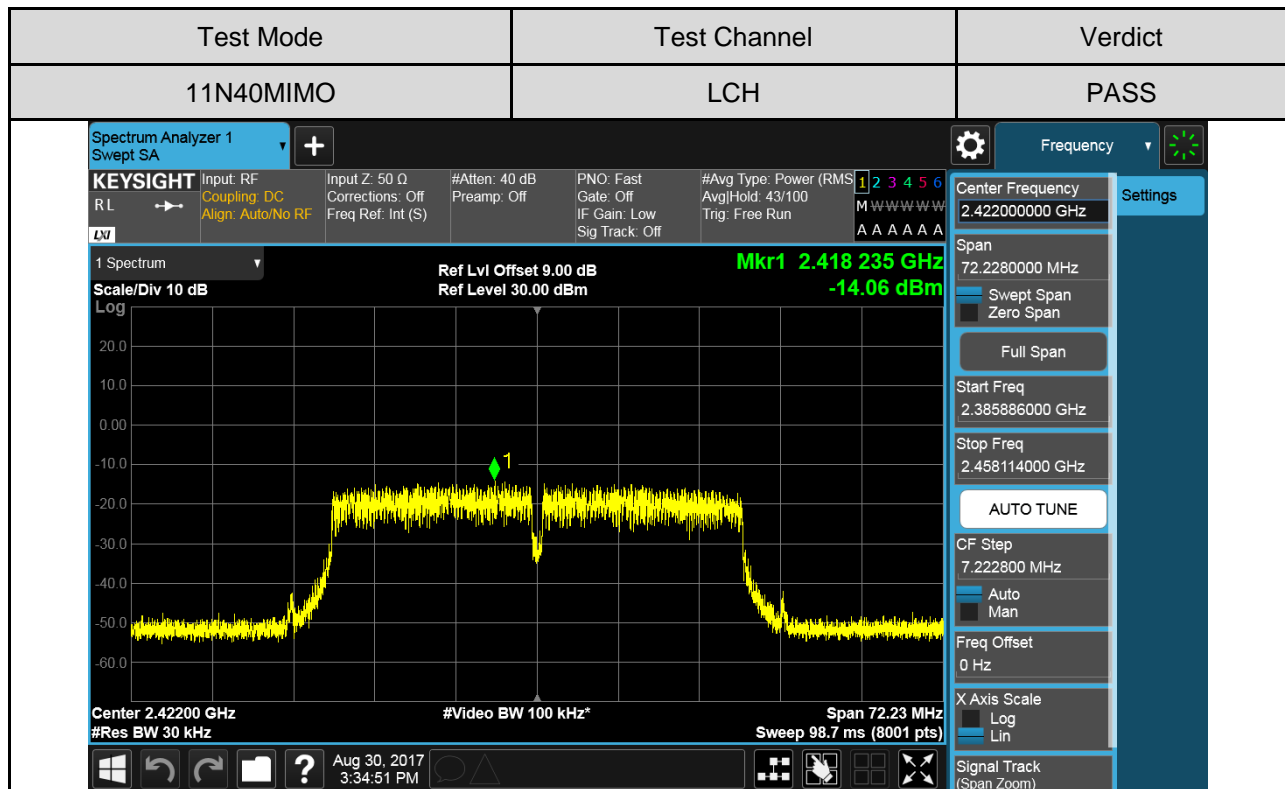 Test Mode Test Channel Verdict
11N40MIMO LCH PASS
Spectrum Analyzer 1
Swept SA
+
Frequency
KEYSIGHT
RL
LXI
Input: RF
Coupling: DC
Align: Auto/No RF
Input Z: 50 Ω
Corrections: Off
Freq Ref: Int (S)
#Atten: 40 dB
Preamp: Off
PNO: Fast
Gate: Off
IF Gain: Low
Sig Track: Off
#Avg Type: Power (RMS
Avg|Hold: 43/100
Trig: Free Run
1 2 3 4 5 6
M W W W W W
A A A A A A
1 Spectrum
Scale/Div 10 dB
Log
Ref Lvl Offset 9.00 dB
Ref Level 30.00 dBm
Mkr1 2.418 235 GHz
-14.06 dBm
20.0
10.0
0.00
-10.0
1
-20.0
-30.0
-40.0
-50.0
-60.0
Center 2.42200 GHz
#Res BW 30 kHz
#Video BW 100 kHz*
Span 72.23 MHz
Sweep 98.7 ms (8001 pts)
?
Aug 30, 2017
3:34:51 PM
Center Frequency
2.422000000 GHz
Settings
Span
72.2280000 MHz
Swept Span
Zero Span
Full Span
Start Freq
2.385886000 GHz
Stop Freq
2.458114000 GHz
AUTO TUNE
CF Step
7.222800 MHz
Auto
Man
Freq Offset
0 Hz
X Axis Scale
Log
Lin
Signal Track
(Span Zoom)